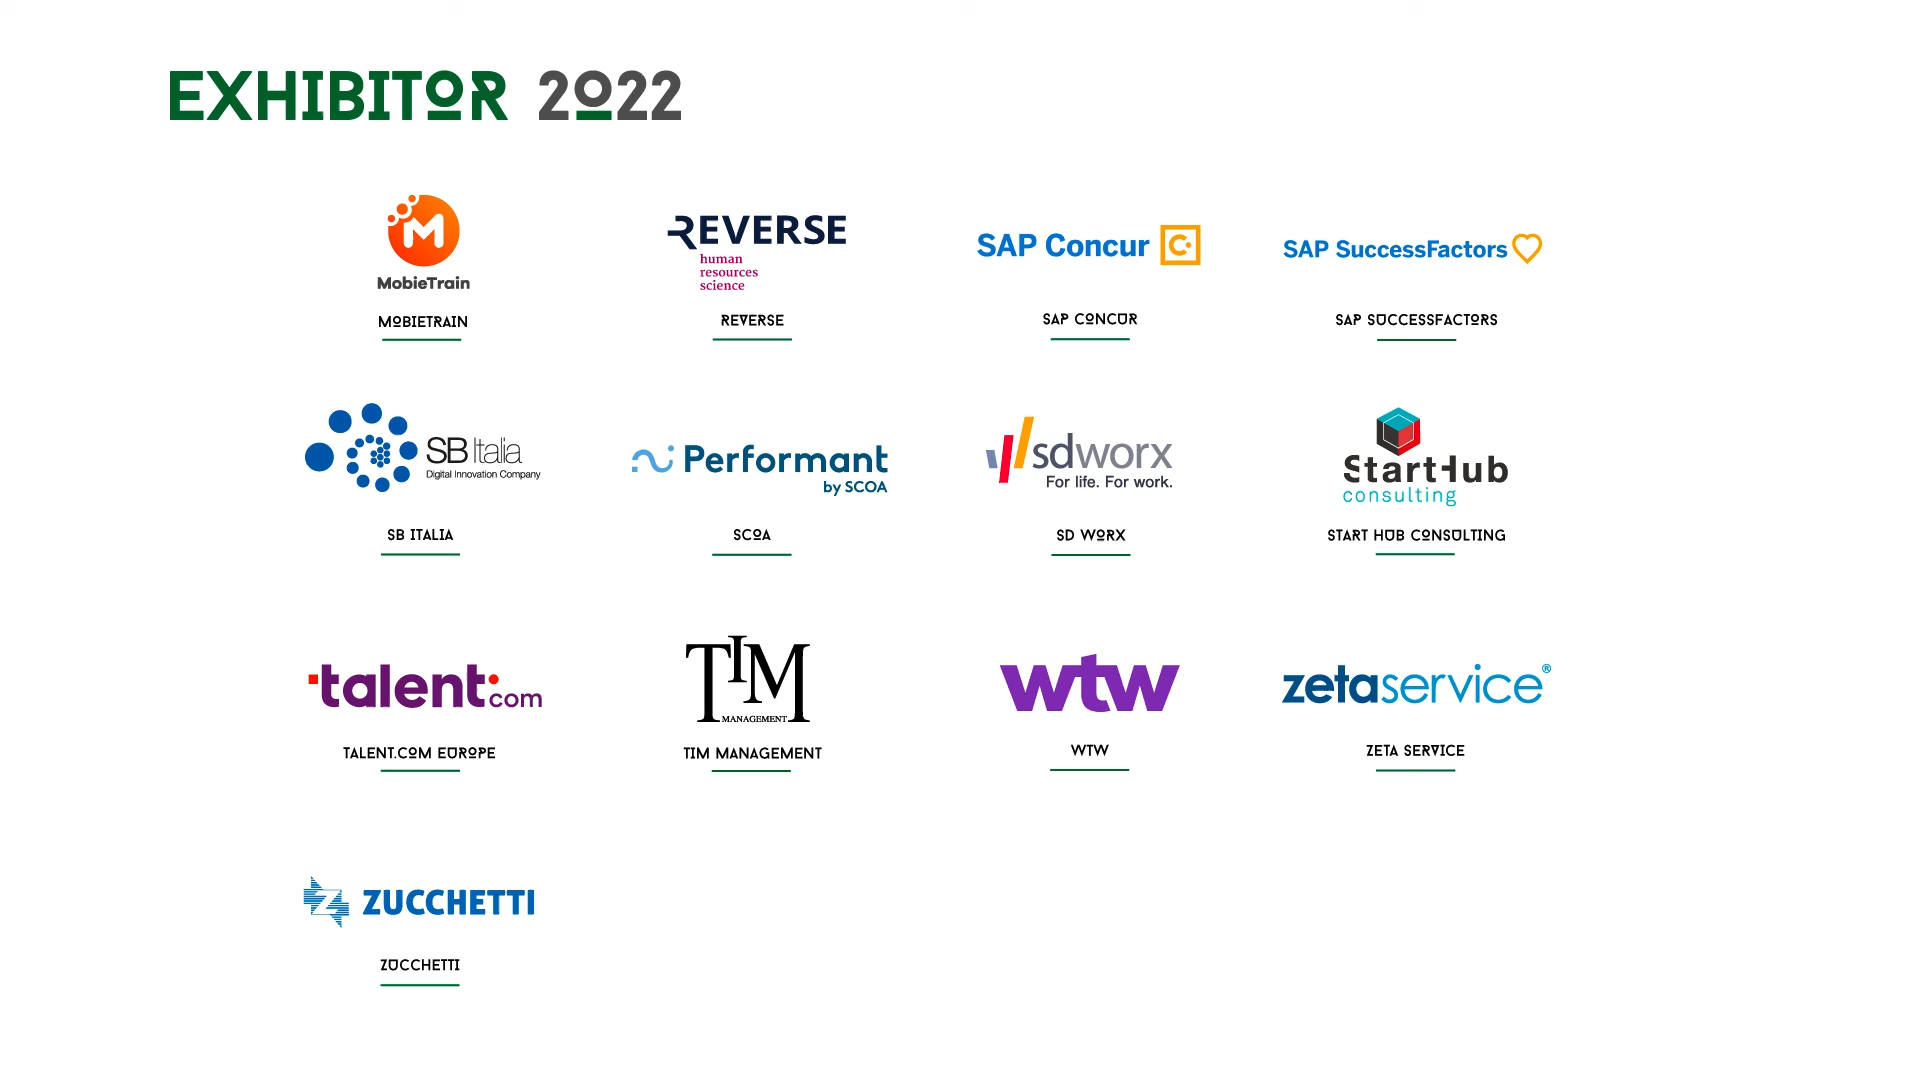 EXHIBITOR 2022
M
MobieTrain
MOBIETRAIN
REVERSE
human
resources
science
REVERSE
SAP Concur C
SAP CONCUR
SAP SuccessFactors
SAP SUCCESSFACTORS
SB Italia
Digital Innovation Company
SB ITALIA
Performant
by SCOA
SCOA
sdworx
For life. For work.
SD WORX
StartHub
consulting
START HUB CONSULTING
talent.com
TALENT.COM EUROPE
TIM
MANAGEMENT
TIM MANAGEMENT
wtw
WTW
zetaservice®
ZETA SERVICE
Z ZUCCHETTI
ZUCCHETTI